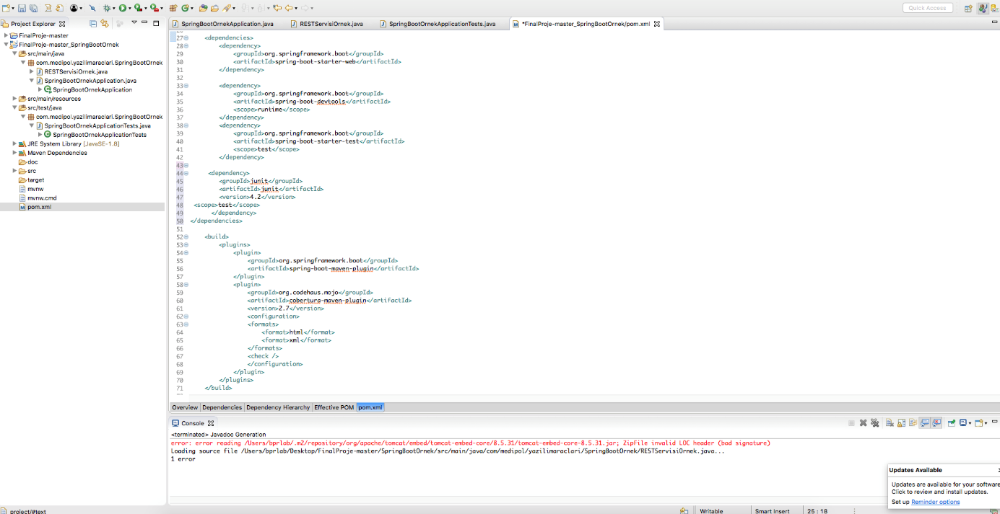 Quick Access
Project Explorer
SpringBootOrnekApplication.java
RESTServisiOrnek.java
SpringBootOrnekApplicationTests.java
*FinalProje-master_SpringBootOrnek/pom.xml
FinalProje-master
FinalProje-master_SpringBootOrnek
src/main/java
com.medipol.yazilimaraclari.SpringBootOrnek
RESTServisiOrnek.java
SpringBootOrnekApplication.java
SpringBootOrnekApplication
src/main/resources
src/test/java
com.medipol.yazilimaraclari.SpringBootOrnek
SpringBootOrnekApplicationTests.java
SpringBootOrnekApplicationTests
JRE System Library [JavaSE-1.8]
Maven Dependencies
doc
src
target
mvnw
mvnw.cmd
pom.xml
27 <dependencies>
28 <dependency>
29 <groupId>org.springframework.boot</groupId>
30 <artifactId>spring-boot-starter-web</artifactId>
31 </dependency>
32
33 <dependency>
34 <groupId>org.springframework.boot</groupId>
35 <artifactId>spring-boot-devtools</artifactId>
36 <scope>runtime</scope>
37 </dependency>
38 <dependency>
39 <groupId>org.springframework.boot</groupId>
40 <artifactId>spring-boot-starter-test</artifactId>
41 <scope>test</scope>
42 </dependency>
43
44 <dependency>
45 <groupId>junit</groupId>
46 <artifactId>junit</artifactId>
47 <version>4.2</version>
48 <scope>test</scope>
49 </dependency>
50 </dependencies>
51
52 <build>
53 <plugins>
54 <plugin>
55 <groupId>org.springframework.boot</groupId>
56 <artifactId>spring-boot-maven-plugin</artifactId>
57 </plugin>
58 <plugin>
59 <groupId>org.codehaus.mojo</groupId>
60 <artifactId>cobertura-maven-plugin</artifactId>
61 <version>2.7</version>
62 <configuration>
63 <formats>
64 <format>html</format>
65 <format>xml</format>
66 </formats>
67 <check />
68 </configuration>
69 </plugin>
70 </plugins>
71 </build>
Overview Dependencies Dependency Hierarchy Effective POM pom.xml
Console
<terminated> Javadoc Generation
error: error reading /Users/bprlab/.m2/repository/org/apache/tomcat/embed/tomcat-embed-core/8.5.31/tomcat-embed-core-8.5.31.jar; ZipFile invalid LOC header (bad signature)
Loading source file /Users/bprlab/Desktop/FinalProje-master/SpringBootOrnek/src/main/java/com/medipol/yazilimaraclari/SpringBootOrnek/RESTServisiOrnek.java...
1 error
Updates Available
Updates are available for your software
Click to review and install updates.
Set up Reminder options
project/#text
Writable
Smart Insert
25 : 18